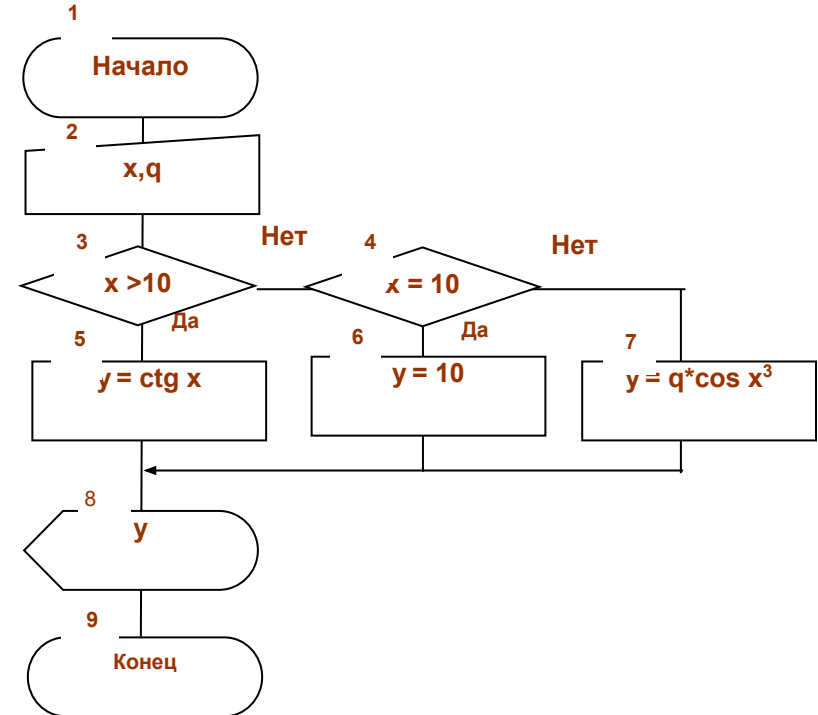 1
Начало
2
x,q
3
x >10
Нет
4
x = 10
Нет
Да
5
y = ctg x
Да
6
y = 10
7
y = q*cos x³
8
y
9
Конец